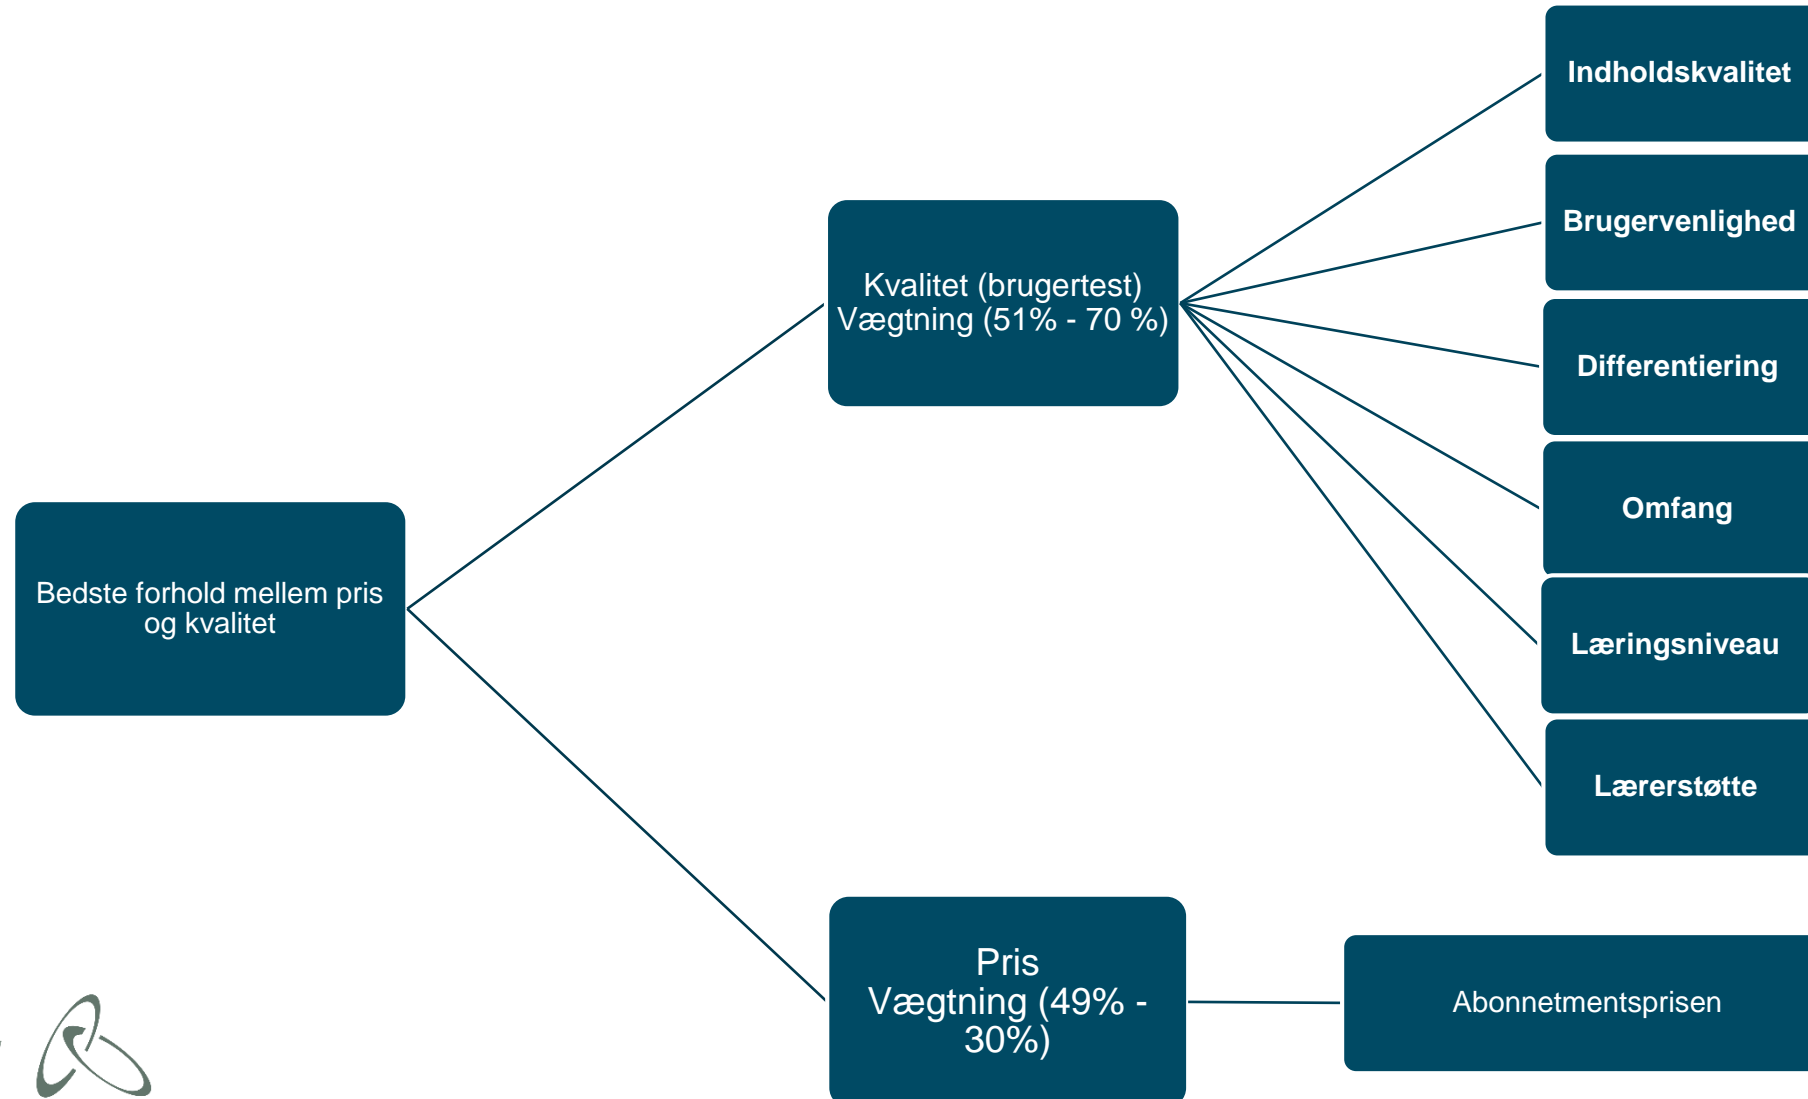 Bedste forhold mellem pris
og kvalitet
Kvalitet (brugertest)
Vægtning (51% - 70 %)
Indholdskvalitet
Brugervenlighed
Differentiering
Omfang
Læringsniveau
Lærerstøtte
Pris
Vægtning (49% -
30%)
Abonnetmentsprisen